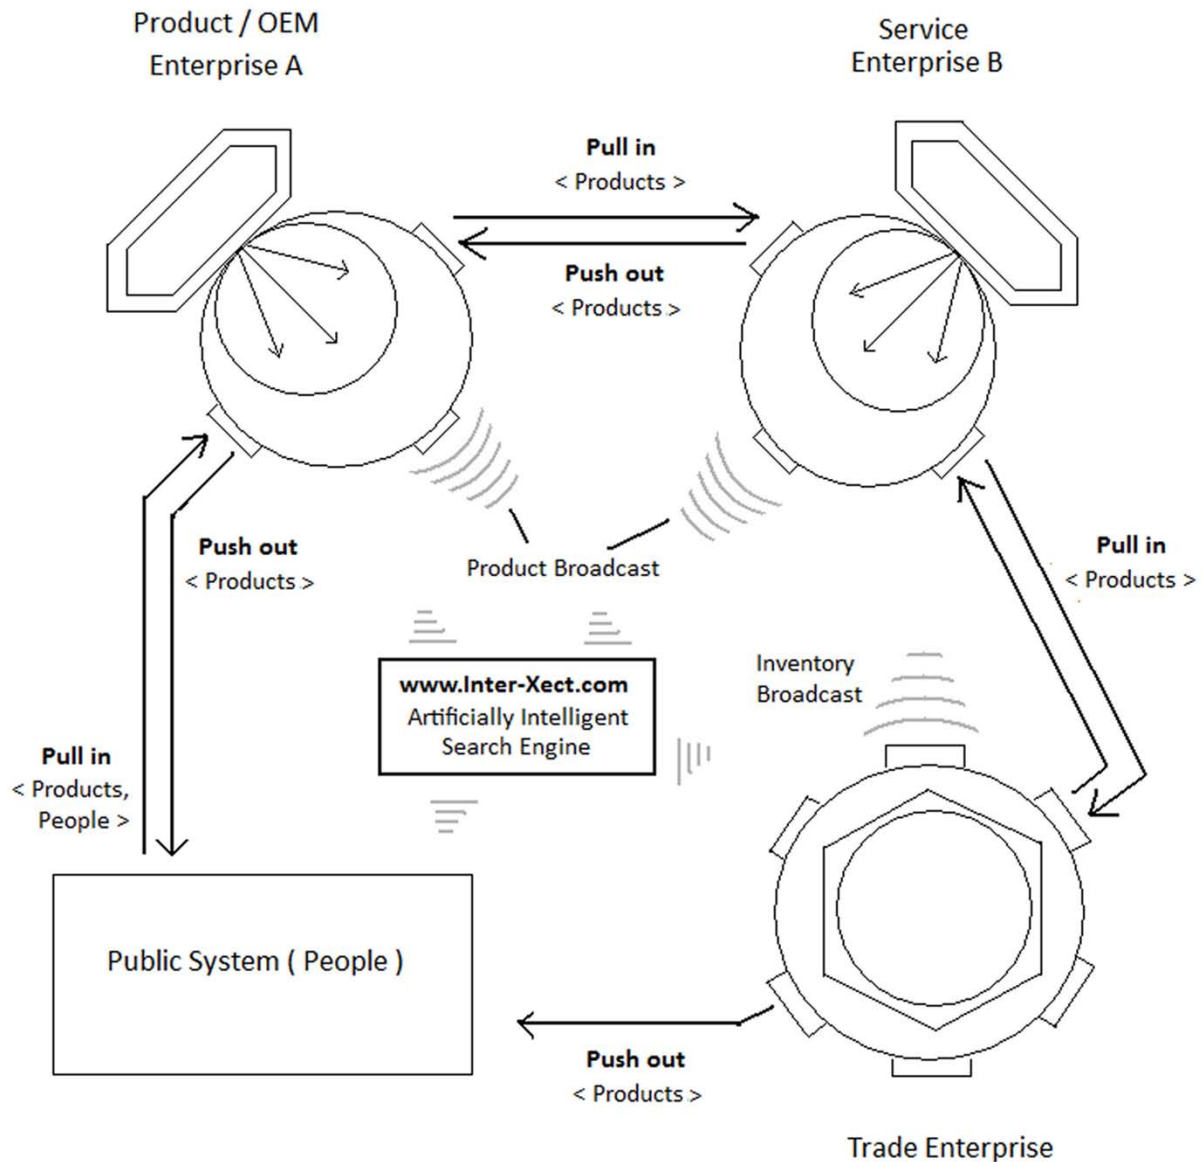 Product / OEM
Enterprise A
Service
Enterprise B
Pull in
< Products >
Push out
< Products >
Push out
< Products >
Product Broadcast
Pull in
< Products >
Inventory
Broadcast
www.Inter-Xect.com
Artificially Intelligent
Search Engine
Pull in
< Products,
People >
Public System ( People )
Push out
< Products >
Trade Enterprise